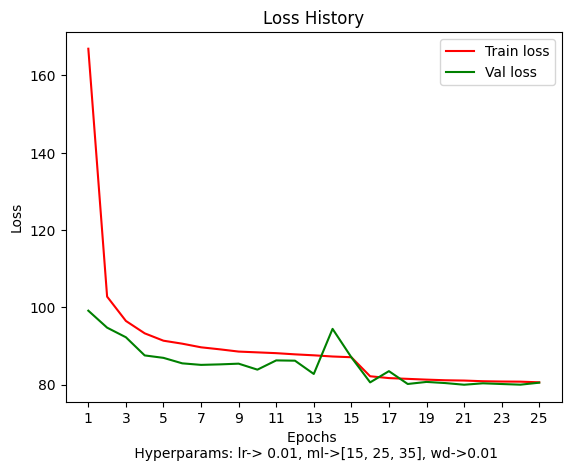 Loss History
Train loss
Val loss
160
140
120
100
80
Loss
1 3 5 7 9 11 13 15 17 19 21 23 25
Epochs
Hyperparams: lr-> 0.01, ml->[15, 25, 35], wd->0.01